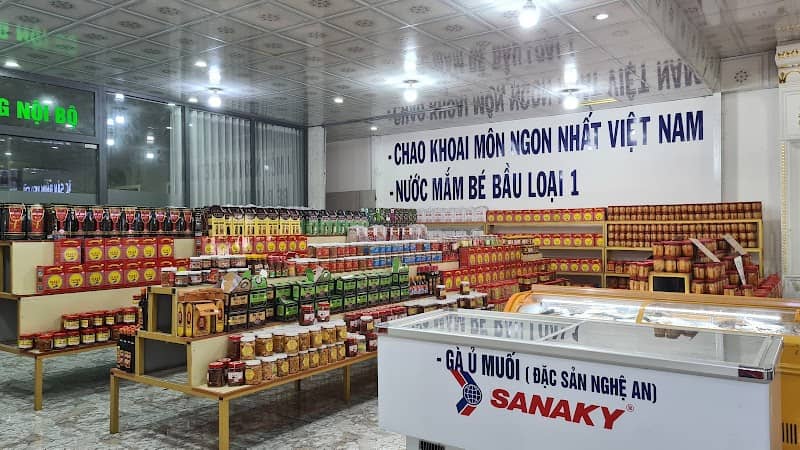 G NỘI BỘ
- CHAO KHOAI MÔN NGON NHẤT VIỆT NAM
- NƯỚC MẮM BÉ BẦU LOẠI 1
- GÀ Ủ MUỐI ( ĐẶC SẢN NGHỆ AN)
SANAKY®